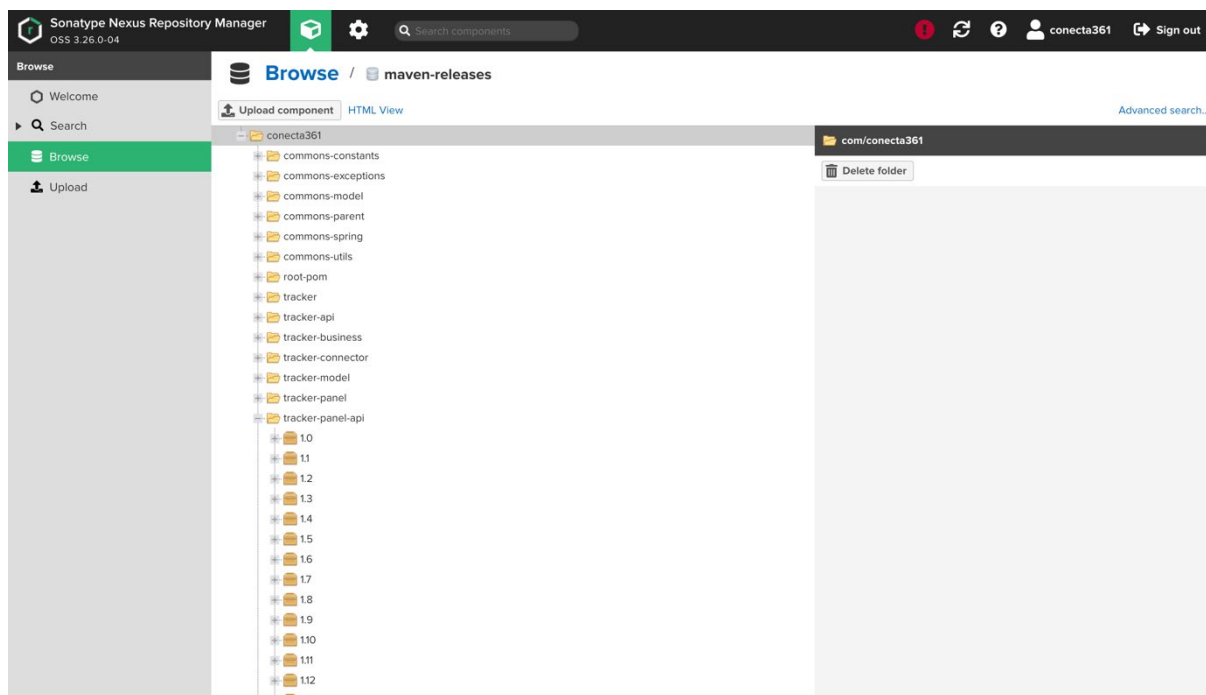 Sonatype Nexus Repository Manager
OSS 3.26.0-04
Search components
conecta361
Sign out
Browse
Welcome
Search
Browse
Upload
Browse / maven-releases
Upload component
HTML View
Advanced search..
conecta361
commons-constants
commons-exceptions
commons-model
commons-parent
commons-spring
commons-utils
root-pom
tracker
tracker-api
tracker-business
tracker-connector
tracker-model
tracker-panel
tracker-panel-api
1.0
1.1
1.2
1.3
1.4
1.5
1.6
1.7
1.8
1.9
1.10
1.11
1.12
com/conecta361
Delete folder